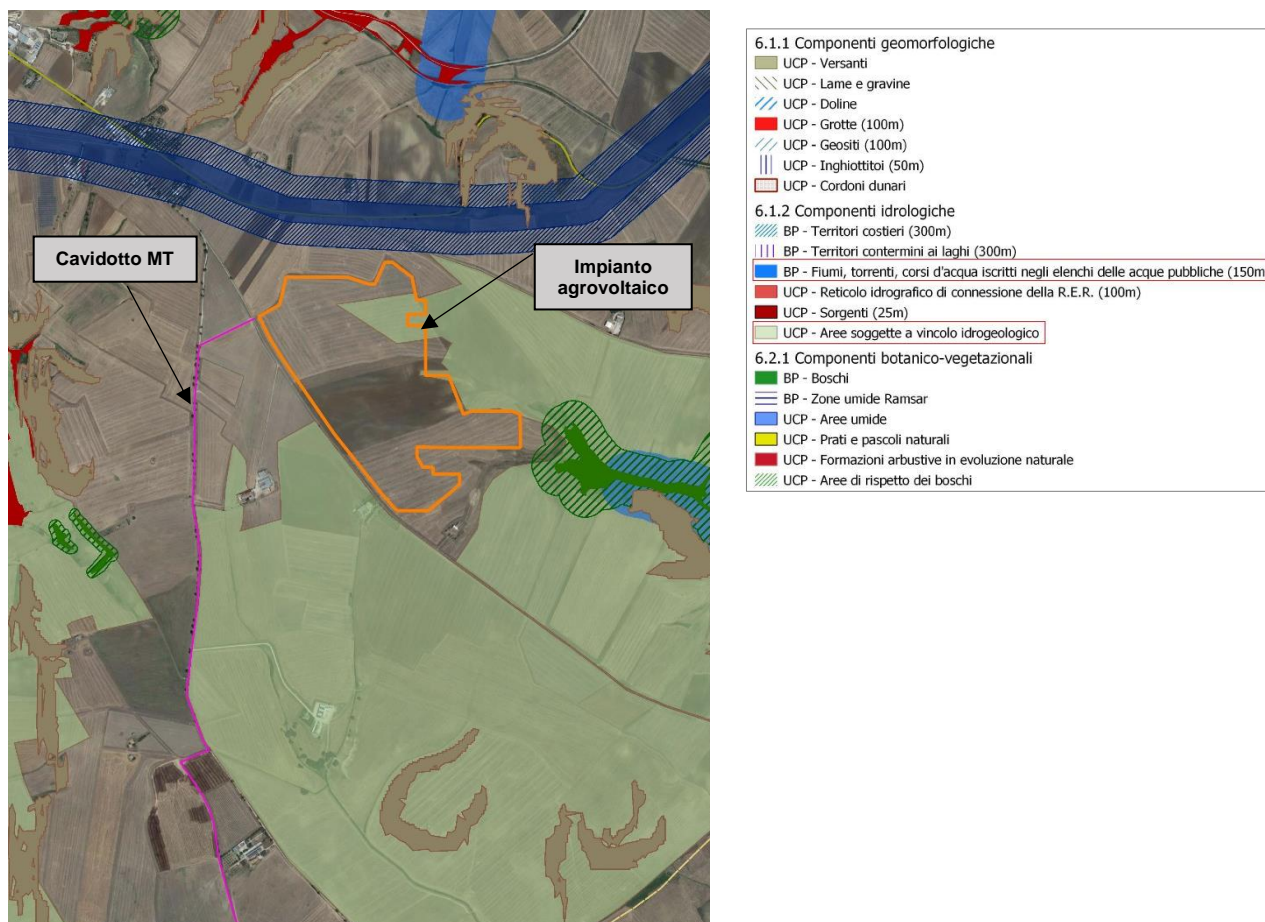 Cavidotto MT
Impianto
agrovoltaico
6.1.1 Componenti geomorfologiche
UCP - Versanti
UCP - Lame e gravine
UCP - Doline
UCP - Grotte (100m)
UCP - Geositi (100m)
UCP - Inghiottitoi (50m)
UCP - Cordoni dunari
6.1.2 Componenti idrologiche
BP - Territori costieri (300m)
BP - Territori contermini ai laghi (300m)
BP - Fiumi, torrenti, corsi d'acqua iscritti negli elenchi delle acque pubbliche (150m
UCP - Reticolo idrografico di connessione della R.E.R. (100m)
UCP - Sorgenti (25m)
UCP - Aree soggette a vincolo idrogeologico
6.2.1 Componenti botanico-vegetazionali
BP - Boschi
BP - Zone umide Ramsar
UCP - Aree umide
UCP - Prati e pascoli naturali
UCP - Formazioni arbustive in evoluzione naturale
UCP - Aree di rispetto dei boschi